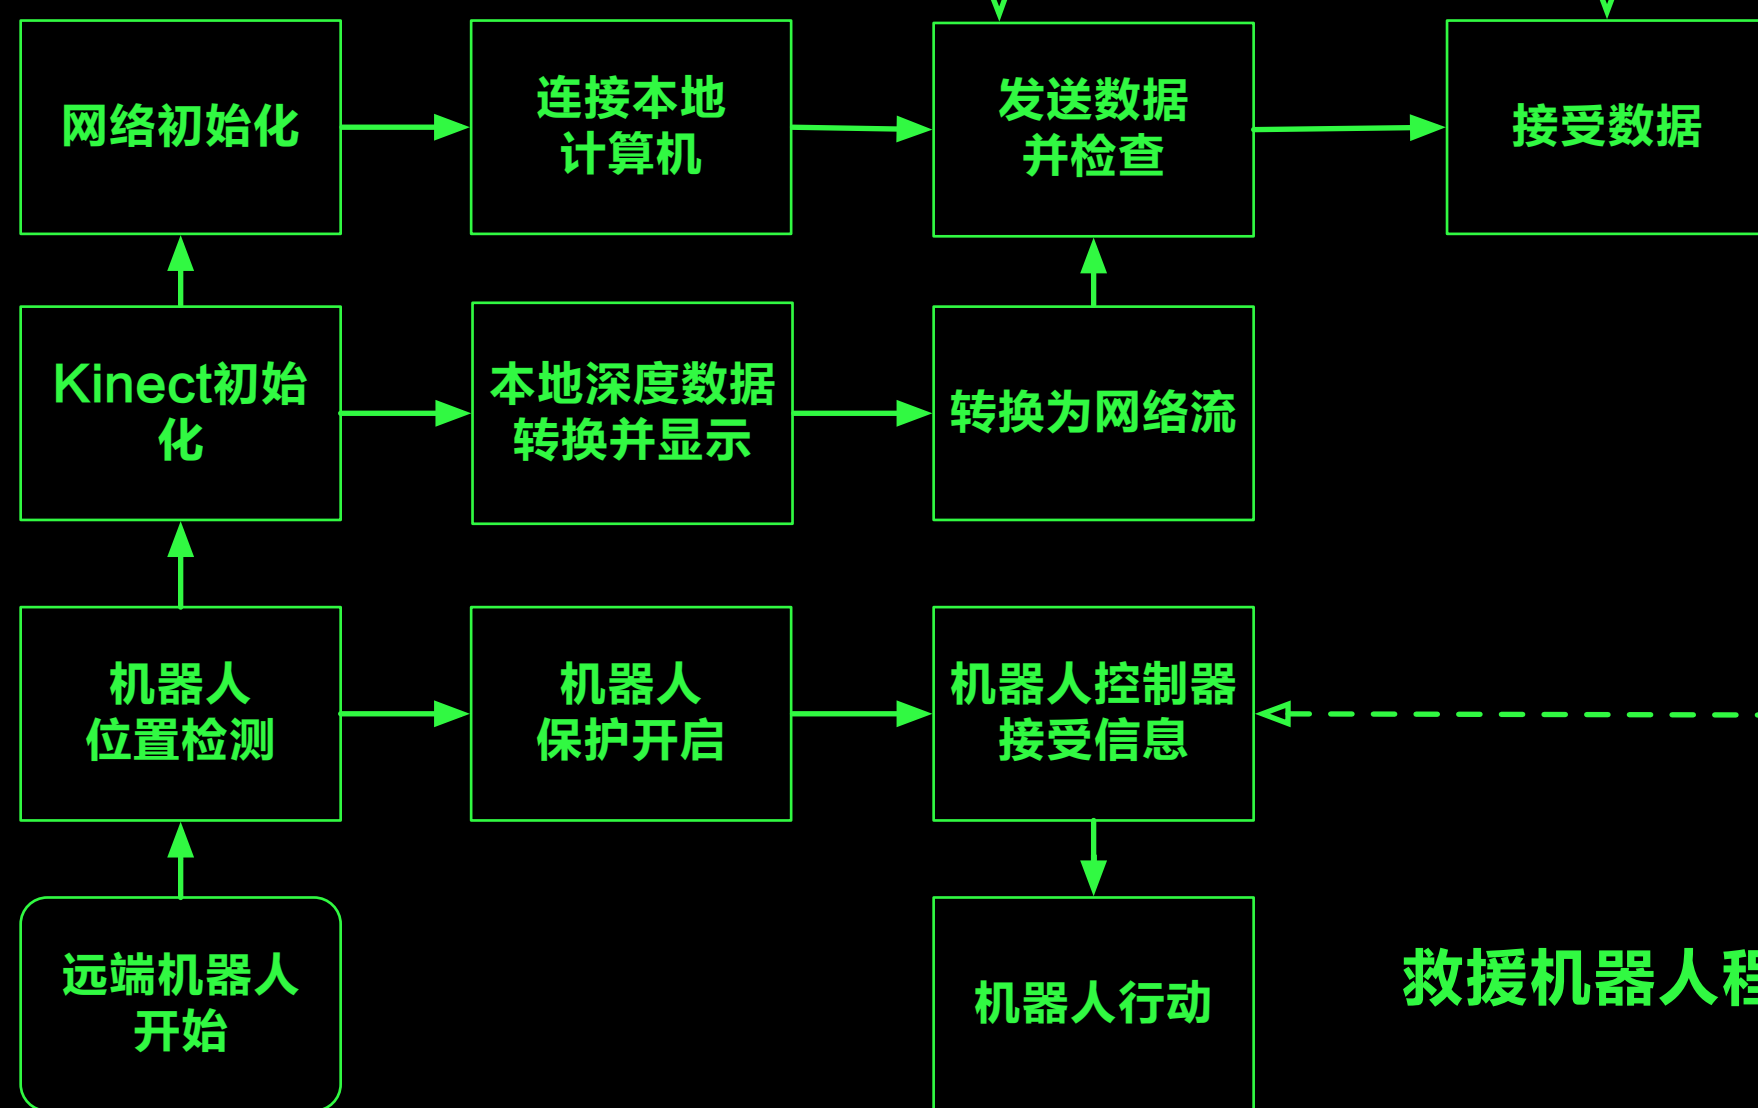 网络初始化
连接本地
计算机
发送数据
并检查
接受数据
Kinect初始
化
本地深度数据
转换并显示
转换为网络流
机器人
位置检测
机器人
保护开启
机器人控制器
接受信息
远端机器人
开始
机器人行动
救援机器人程